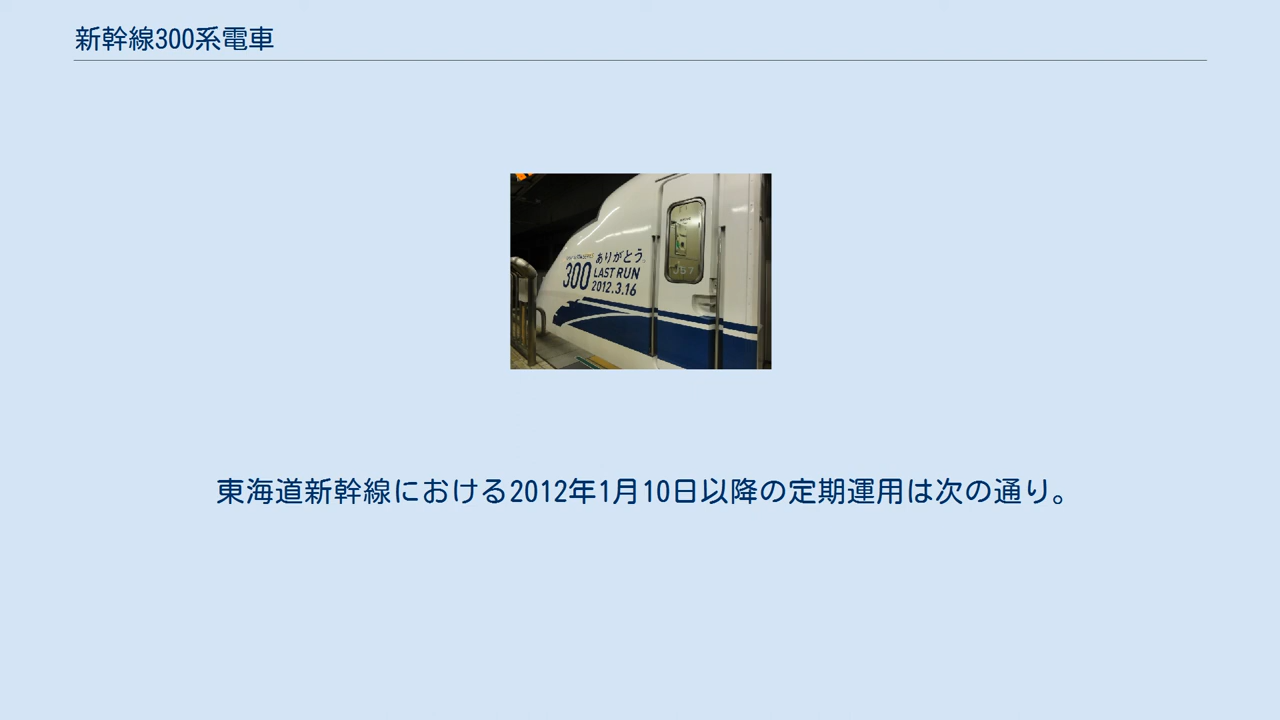 新幹線300系電車
ありがとう。
300 LAST RUN
2012.3.16
J57
東海道新幹線における2012年1月10日以降の定期運用は次の通り。